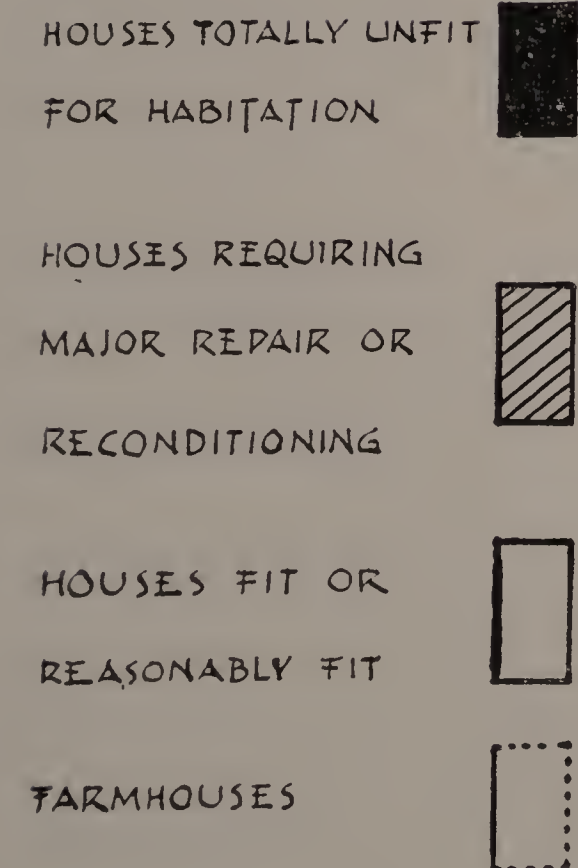 HOUSES TOTALLY UNFIT
FOR HABITATION
HOUSES REQUIRING
MAJOR REPAIR OR
RECONDITIONING
HOUSES FIT OR
REASONABLY FIT
FARMHOUSES